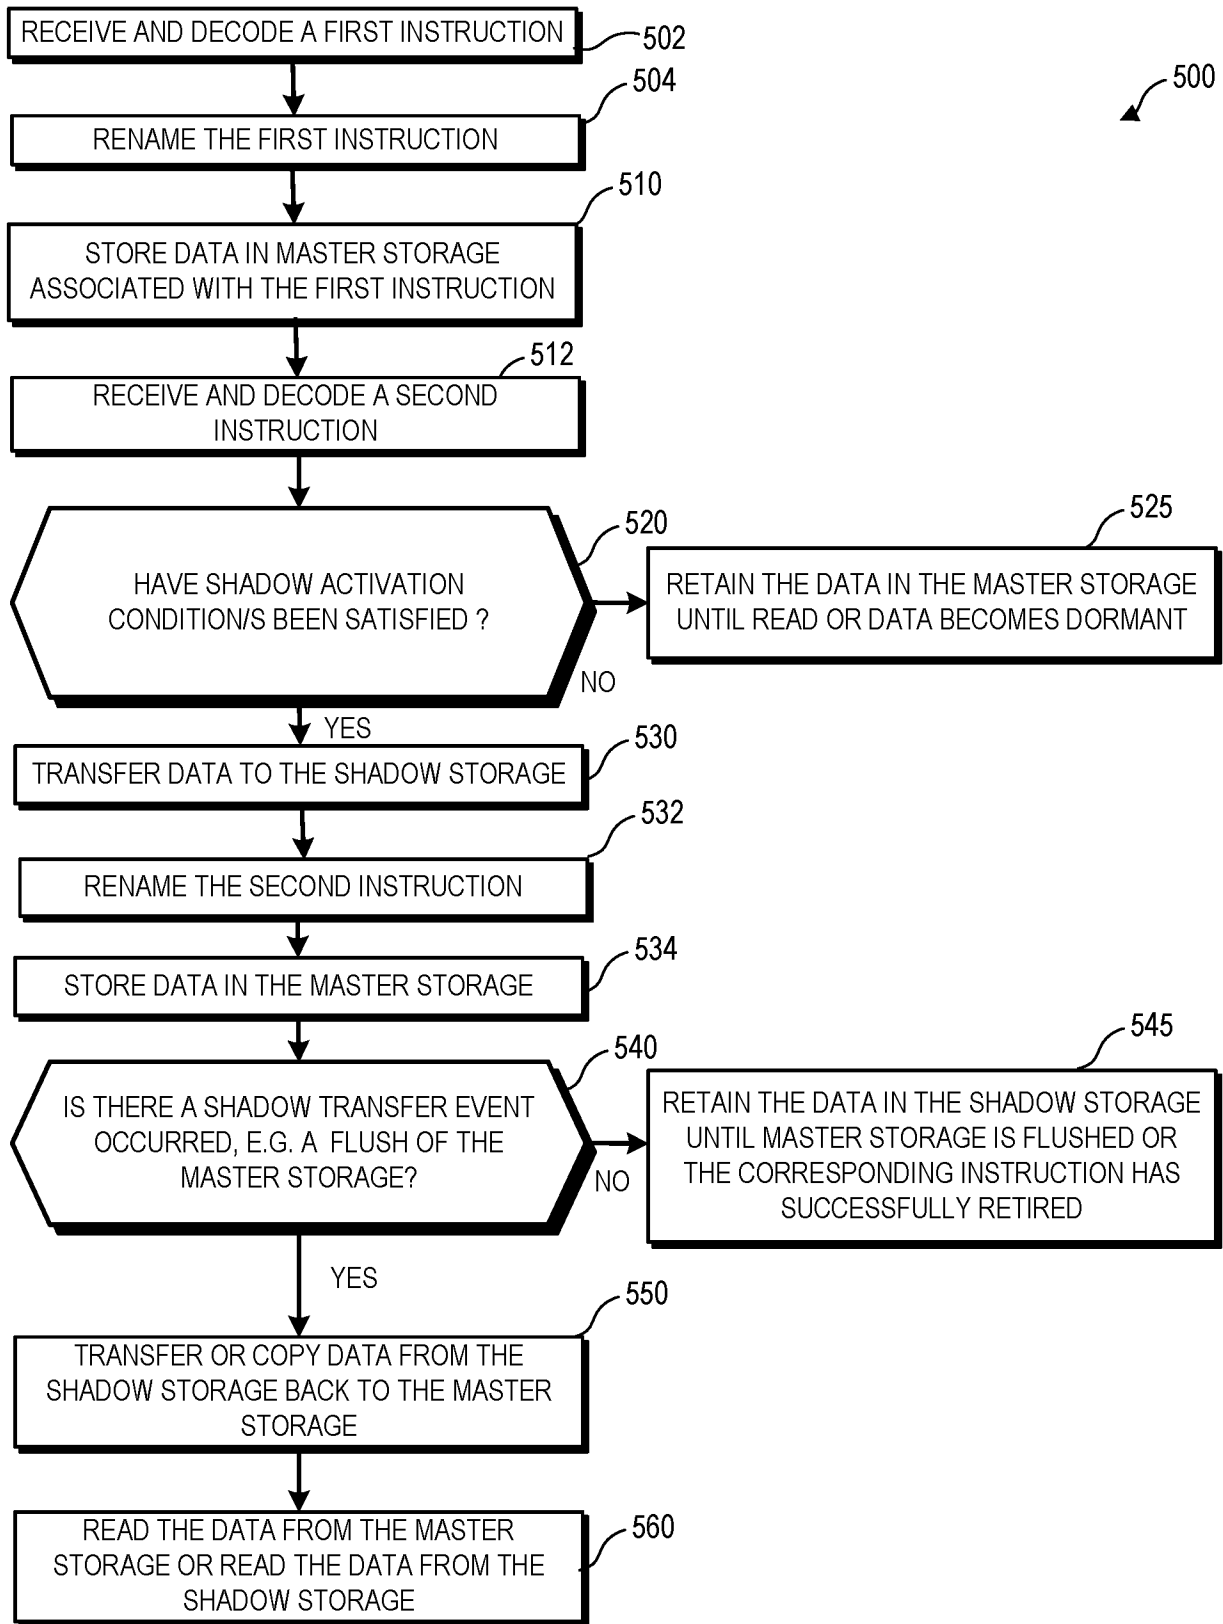 RECEIVE AND DECODE A FIRST INSTRUCTION
502
504
500
RENAME THE FIRST INSTRUCTION
510
STORE DATA IN MASTER STORAGE
ASSOCIATED WITH THE FIRST INSTRUCTION
512
RECEIVE AND DECODE A SECOND
INSTRUCTION
520
525
HAVE SHADOW ACTIVATION
CONDITION/S BEEN SATISFIED ?
RETAIN THE DATA IN THE MASTER STORAGE
UNTIL READ OR DATA BECOMES DORMANT
NO
YES
530
TRANSFER DATA TO THE SHADOW STORAGE
532
RENAME THE SECOND INSTRUCTION
534
STORE DATA IN THE MASTER STORAGE
540
545
IS THERE A SHADOW TRANSFER EVENT
OCCURRED, E.G. A FLUSH OF THE
MASTER STORAGE?
NO
RETAIN THE DATA IN THE SHADOW STORAGE
UNTIL MASTER STORAGE IS FLUSHED OR
THE CORRESPONDING INSTRUCTION HAS
SUCCESSFULLY RETIRED
YES
550
TRANSFER OR COPY DATA FROM THE
SHADOW STORAGE BACK TO THE MASTER
STORAGE
560
READ THE DATA FROM THE MASTER
STORAGE OR READ THE DATA FROM THE
SHADOW STORAGE